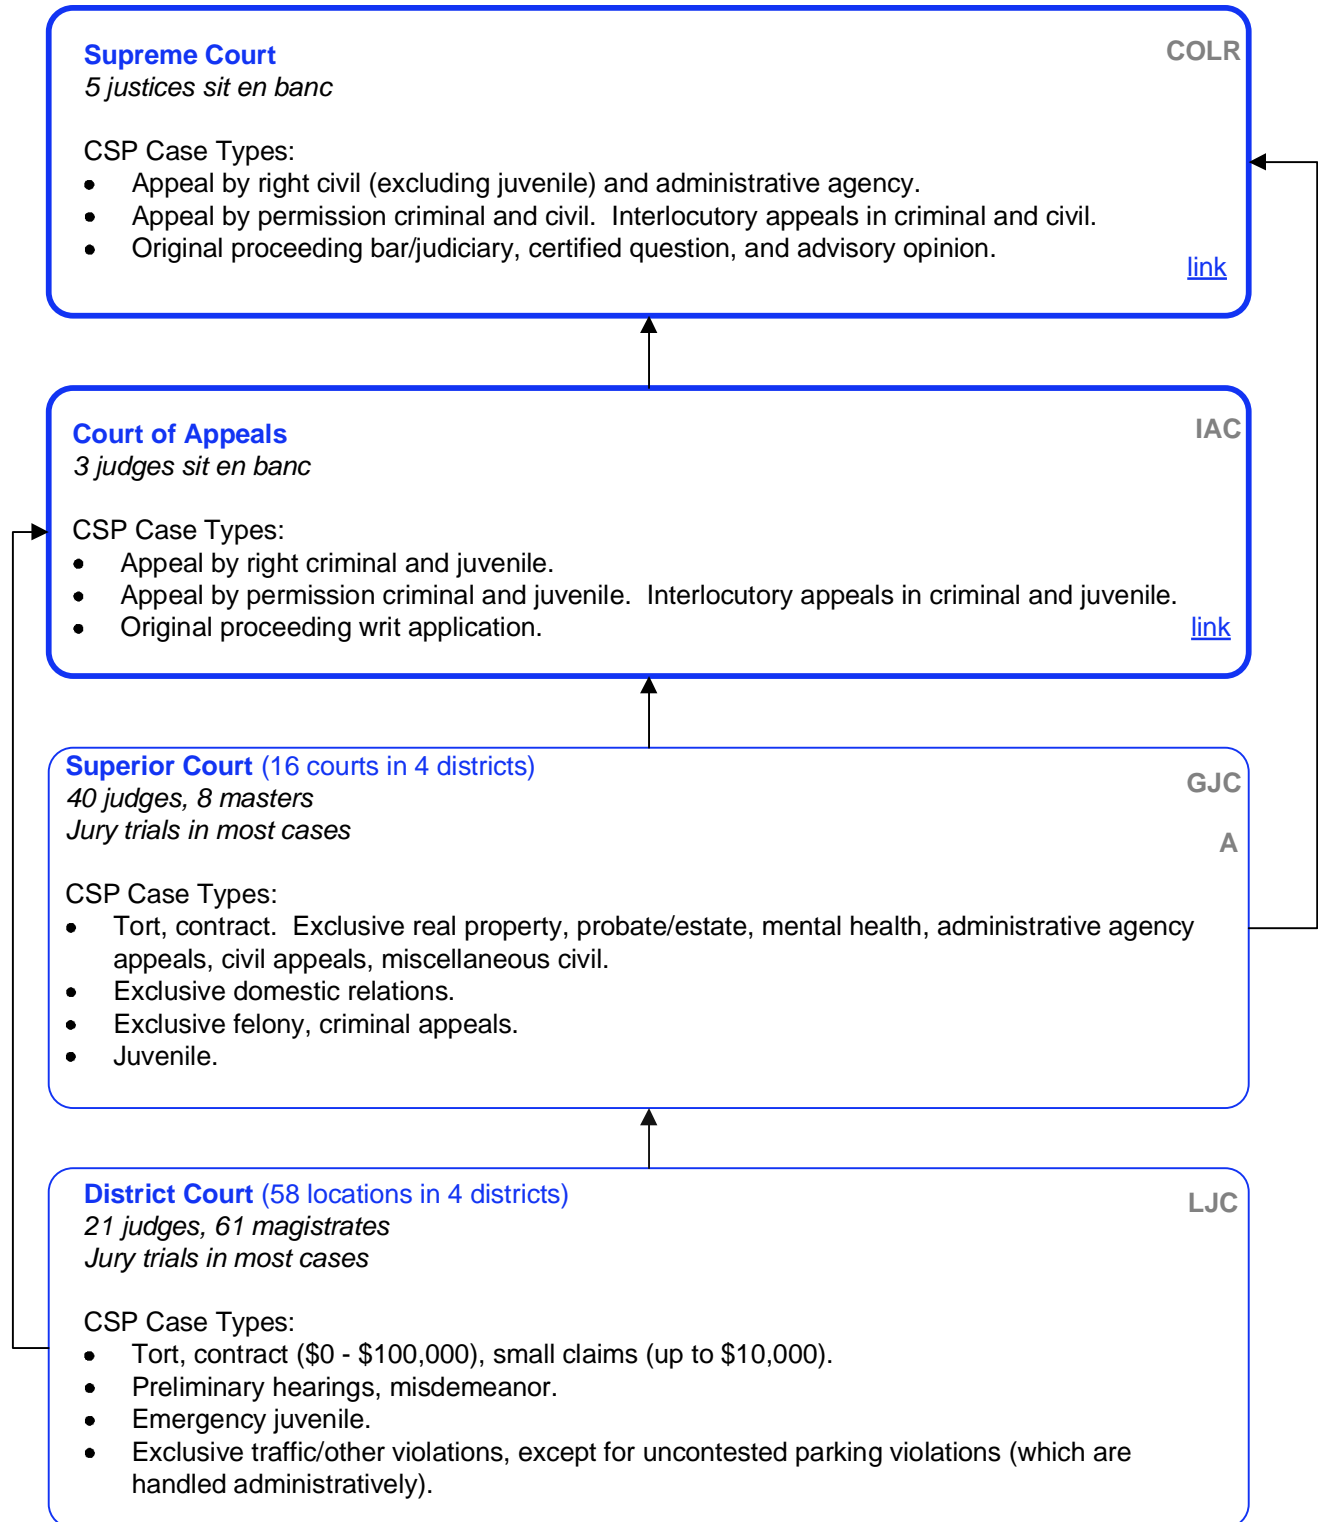 Supreme Court
COLR
5 justices sit en banc
CSP Case Types:
• Appeal by right civil (excluding juvenile) and administrative agency.
• Appeal by permission criminal and civil.  Interlocutory appeals in criminal and civil.
• Original proceeding bar/judiciary, certified question, and advisory opinion.
link
Court of Appeals
IAC
3 judges sit en banc
CSP Case Types:
• Appeal by right criminal and juvenile.
• Appeal by permission criminal and juvenile.  Interlocutory appeals in criminal and juvenile.
• Original proceeding writ application.
link
Superior Court (16 courts in 4 districts)
GJC
40 judges, 8 masters
Jury trials in most cases
A
CSP Case Types:
• Tort, contract.  Exclusive real property, probate/estate, mental health, administrative agency
appeals, civil appeals, miscellaneous civil.
• Exclusive domestic relations.
• Exclusive felony, criminal appeals.
• Juvenile.
District Court (58 locations in 4 districts)
LJC
21 judges, 61 magistrates
Jury trials in most cases
CSP Case Types:
• Tort, contract ($0 - $100,000), small claims (up to $10,000).
• Preliminary hearings, misdemeanor.
• Emergency juvenile.
• Exclusive traffic/other violations, except for uncontested parking violations (which are
handled administratively).